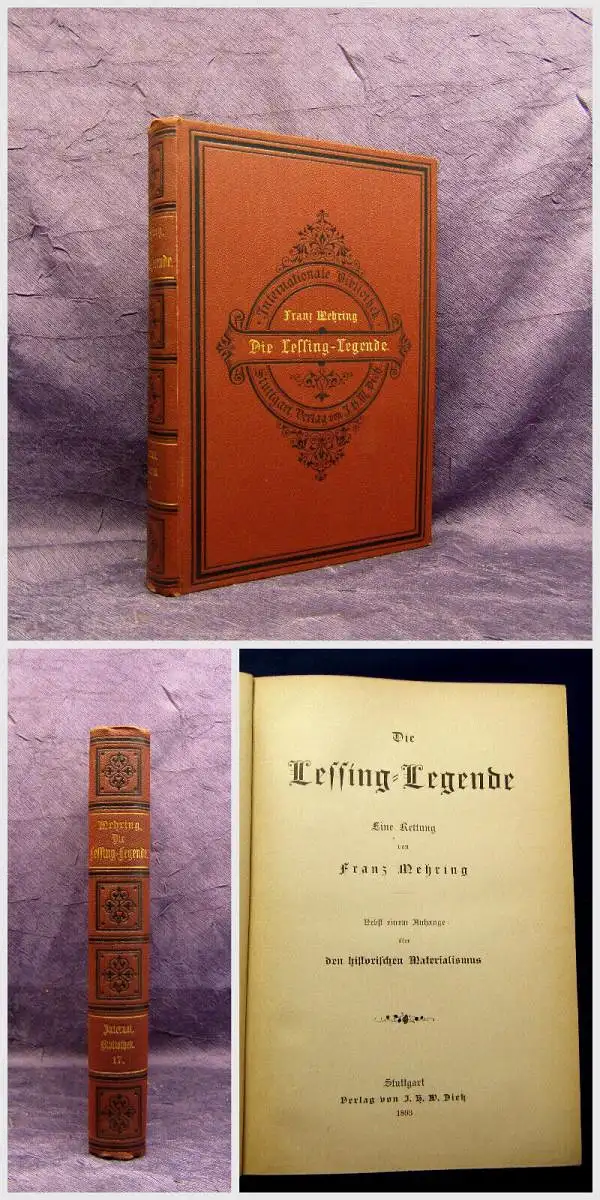 Internationale Bibliothek
Franz Mehring
Die Lessing-Legende.
Stuttgart Verlag von J. H. W. Dietz
Mehring,
Die
Lessing-Legende.
Internat.
Bibliothek.
17.
Die
Lessing-Legende
Eine Rettung
von
Franz Mehring
Nebst einem Anhange
über
den historischen Materialismus
Stuttgart
Verlag von J. H. W. Dietz
1893